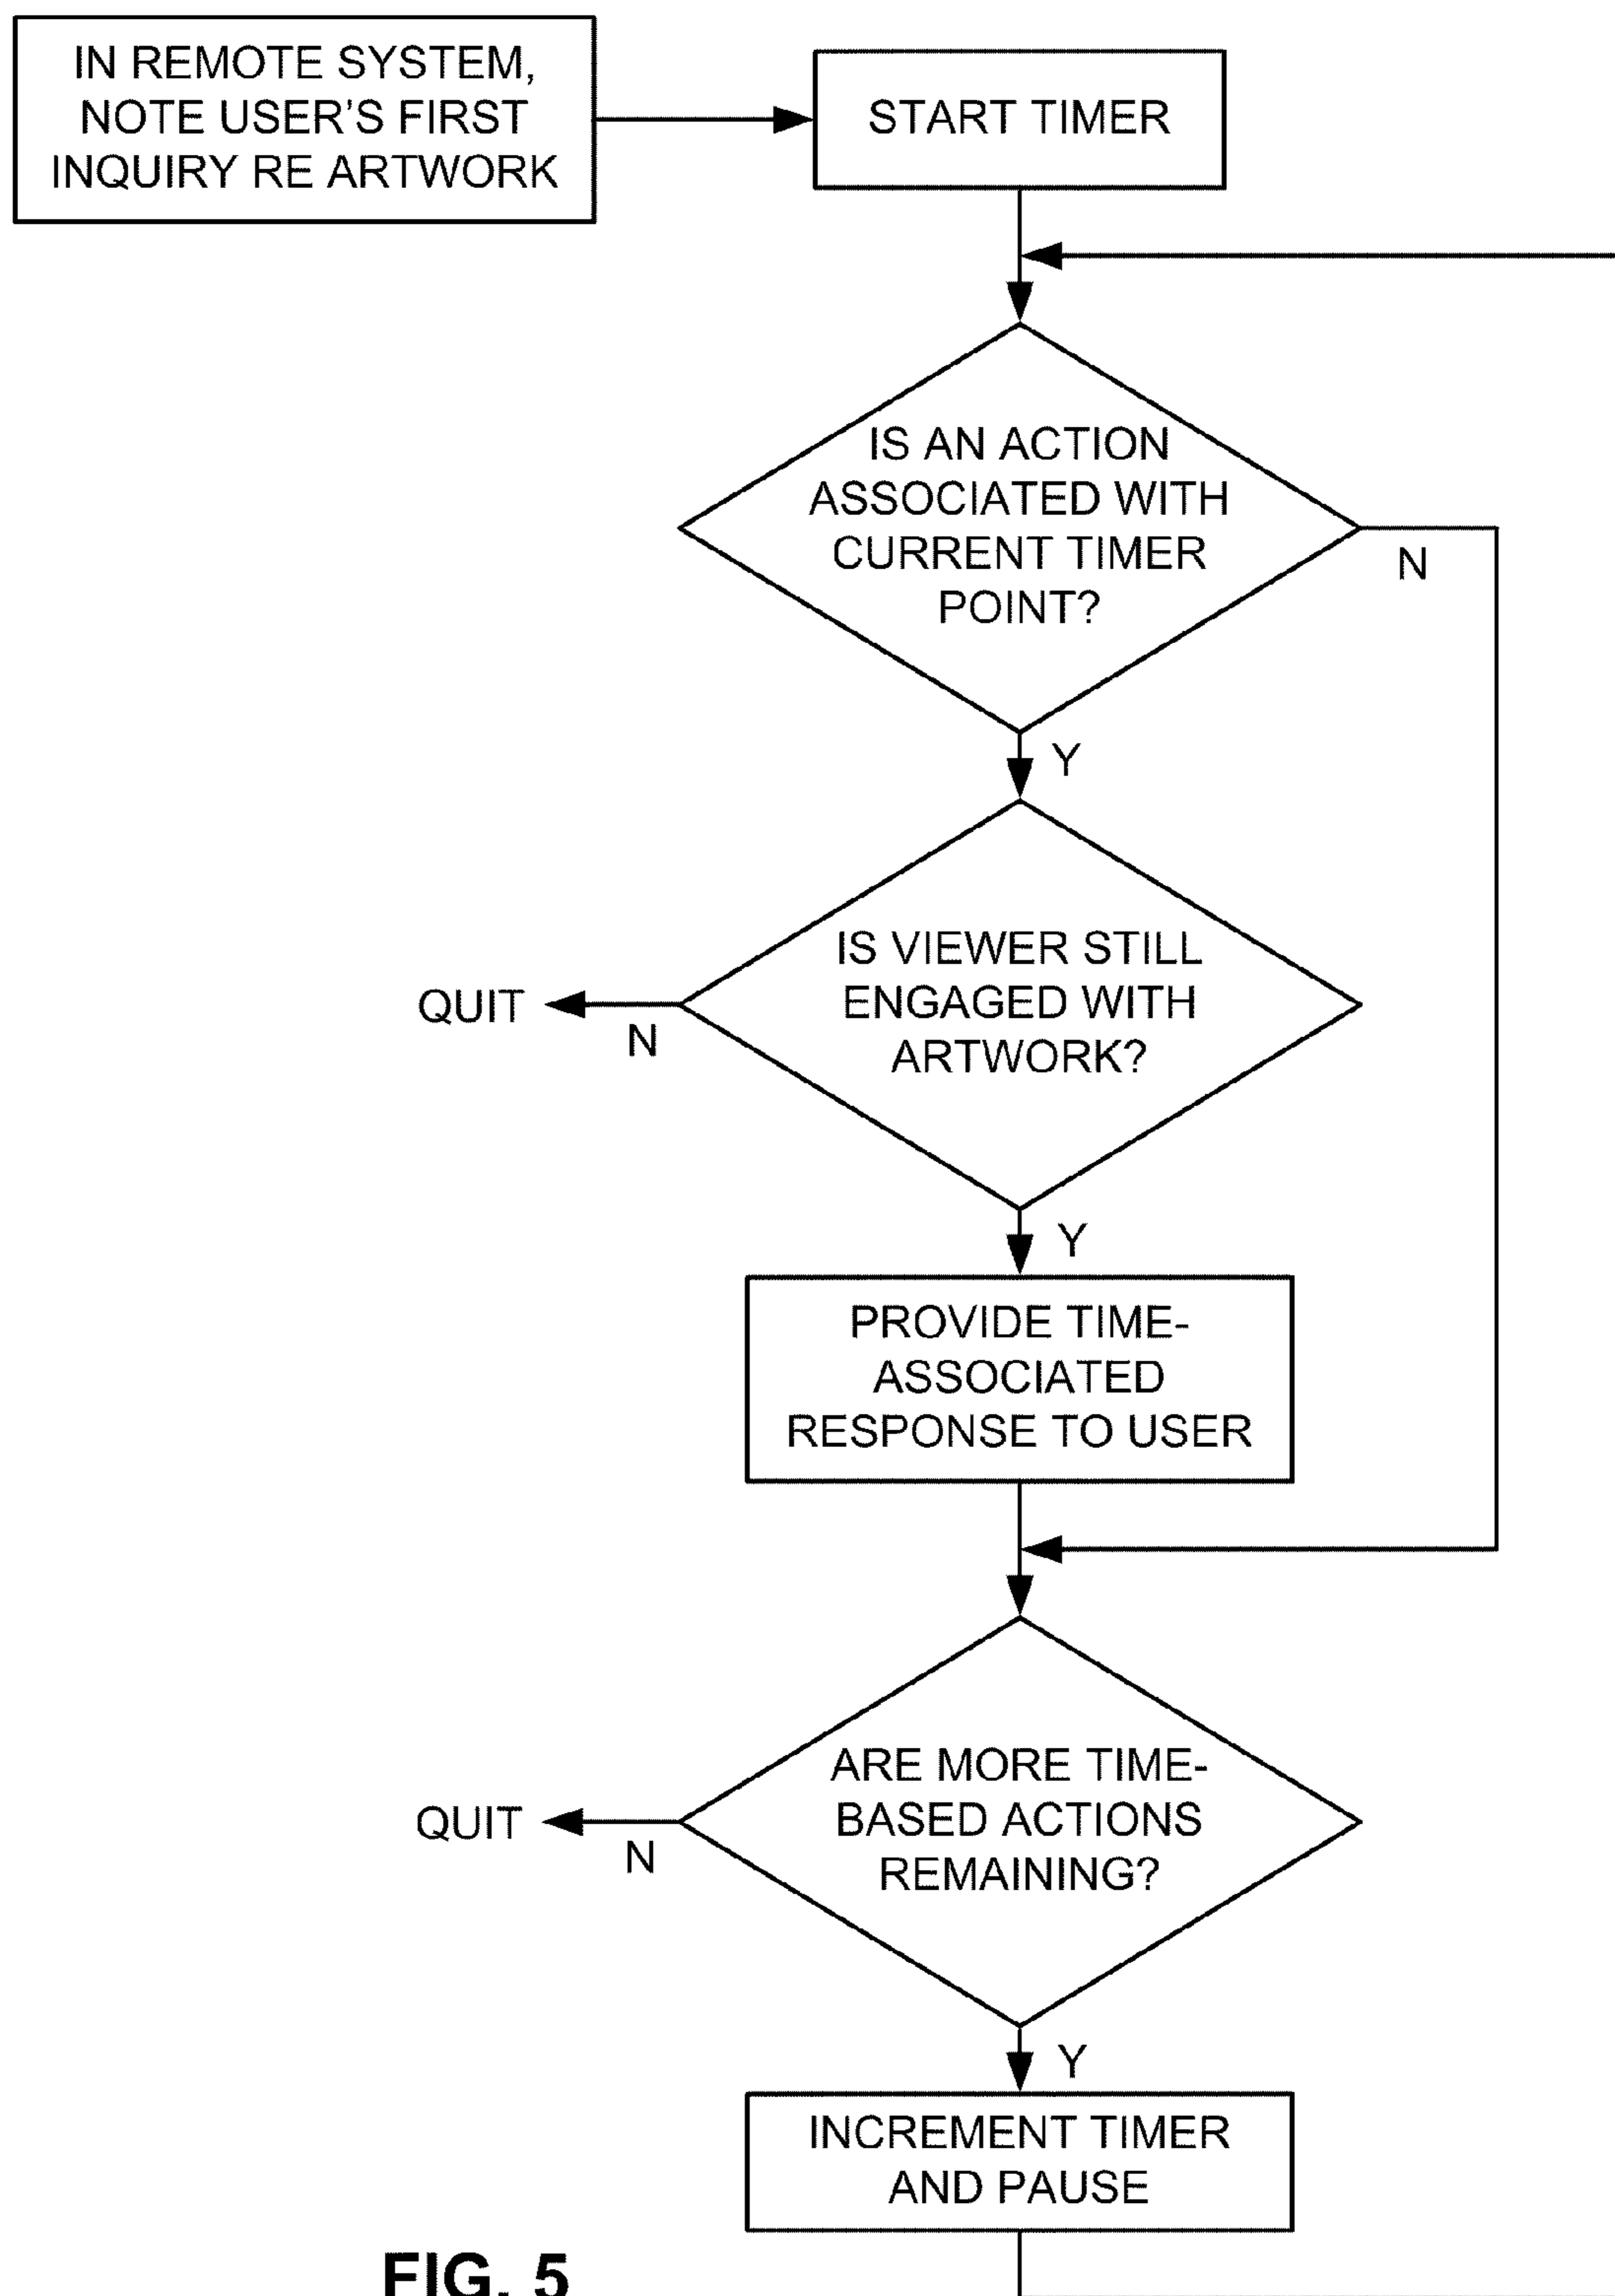 IN REMOTE SYSTEM,
NOTE USER'S FIRST
INQUIRY RE ARTWORK
START TIMER
IS AN ACTION
ASSOCIATED WITH
CURRENT TIMER
POINT?
N
Y
IS VIEWER STILL
ENGAGED WITH
ARTWORK?
QUIT
N
Y
PROVIDE TIME-
ASSOCIATED
RESPONSE TO USER
ARE MORE TIME-
BASED ACTIONS
REMAINING?
QUIT
N
Y
INCREMENT TIMER
AND PAUSE
FIG. 5